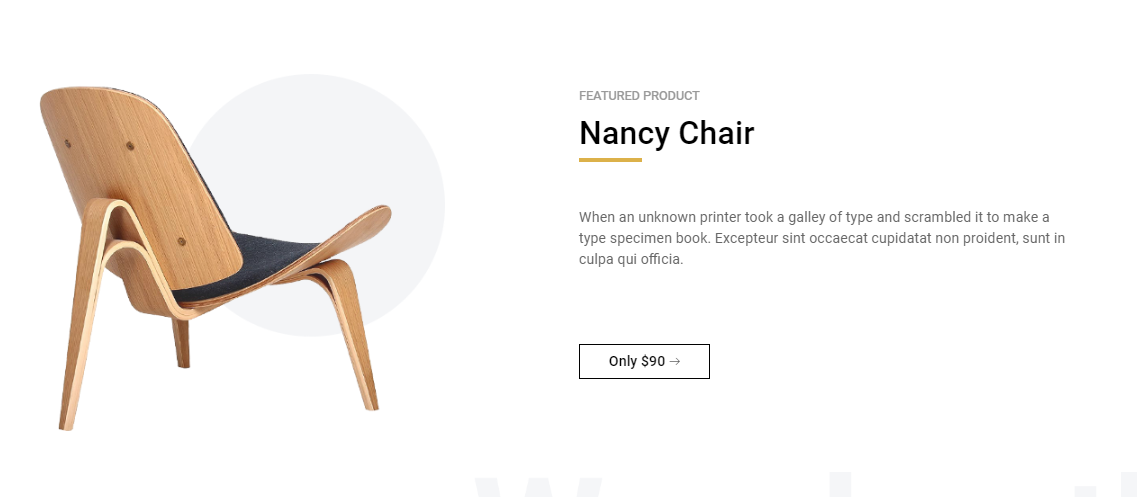 FEATURED PRODUCT
Nancy Chair
When an unknown printer took a galley of type and scrambled it to make a
type specimen book. Excepteur sint occaecat cupidatat non proident, sunt in
culpa qui officia.
Only $90 →